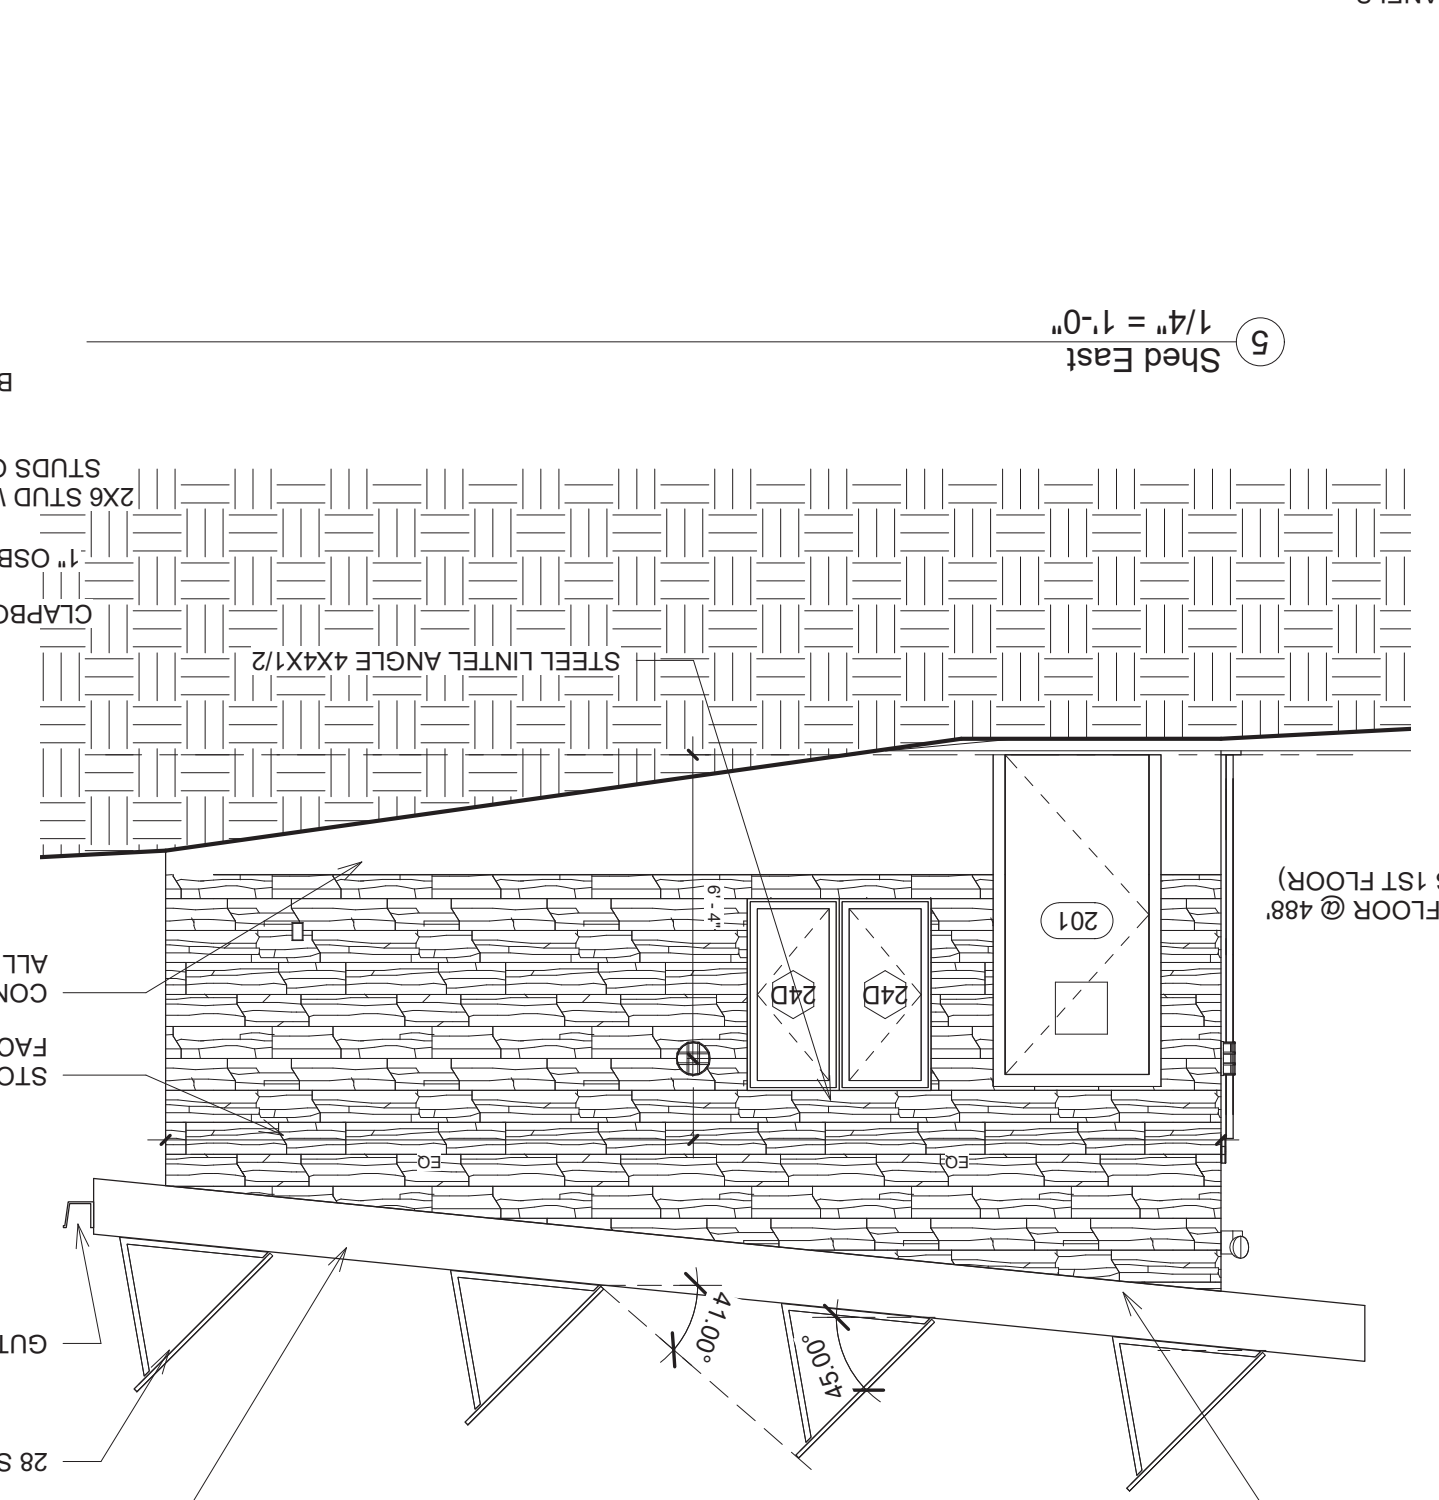 28 S
45.00°
41.00°
GUT
EQ
EQ
STO
FAC
24D
24D
CON
ALL
201
FLOOR @ 488'
1ST FLOOR)
6' - 4"
STEEL LINTEL ANGLE 4X4X1/2
CLAPBO
1" OSB
2X6 STUD
STUDS
B
5
Shed East
1/4" = 1'-0"